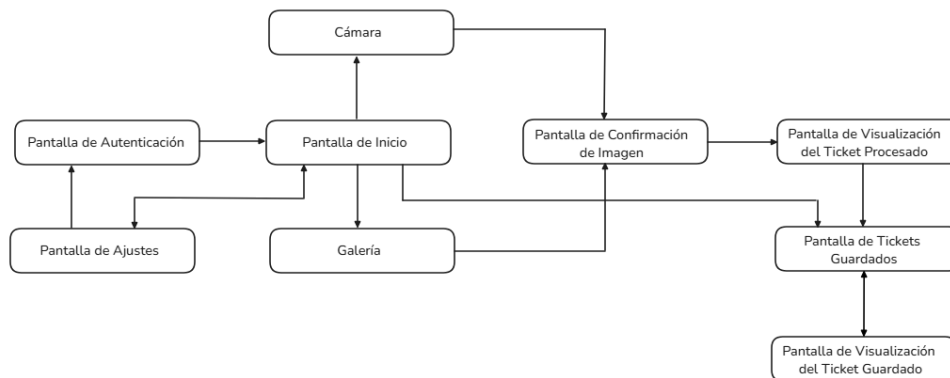 Cámara
Pantalla de Autenticación
Pantalla de Inicio
Pantalla de Confirmación
de Imagen
Pantalla de Visualización
del Ticket Procesado
Pantalla de Ajustes
Galería
Pantalla de Tickets
Guardados
Pantalla de Visualización
del Ticket Guardado